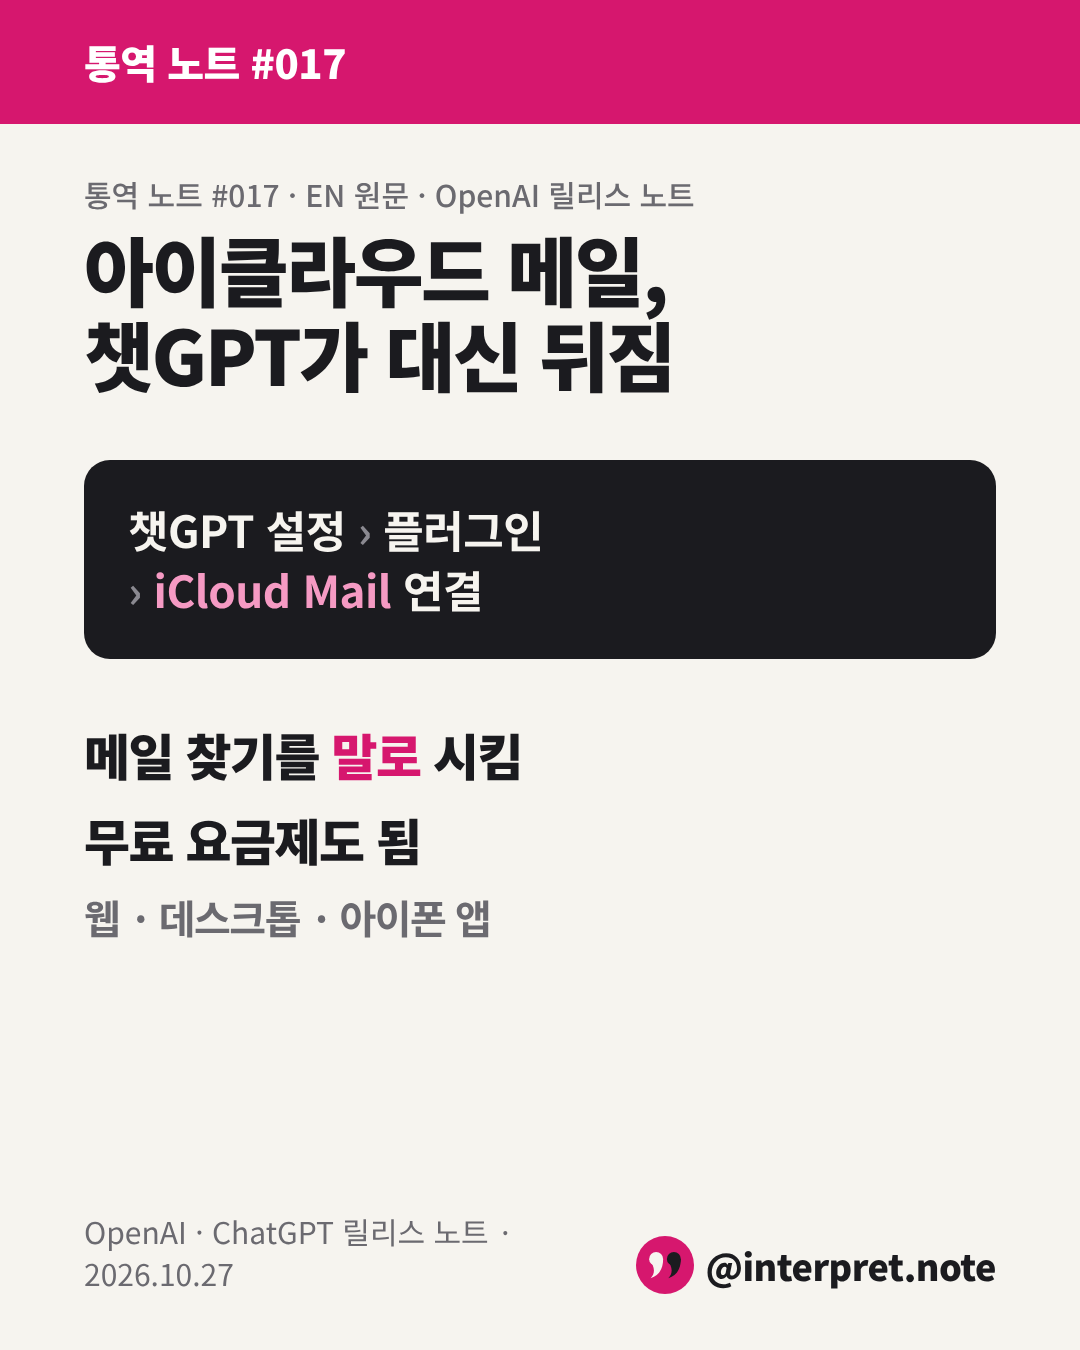 통역 노트 #017
통역 노트 #017 · EN 원문 · OpenAI 릴리스 노트
아이클라우드 메일,
챗GPT가 대신 뒤짐
챗GPT 설정 › 플러그인
› iCloud Mail 연결
메일 찾기를 말로 시킴
무료 요금제도 됨
웹 · 데스크톱 · 아이폰 앱
OpenAI · ChatGPT 릴리스 노트 ·
2026.10.27
@interpret.note